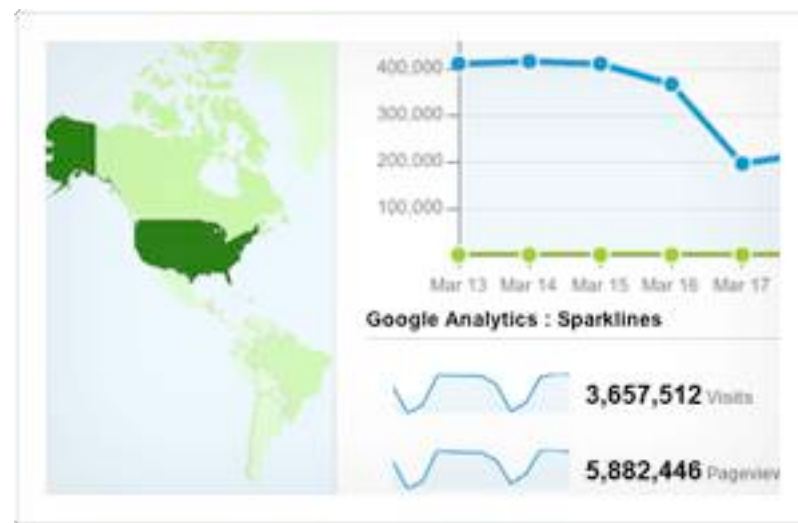 400,000
300,000
200,000
100,000
Mar 13 Mar 14 Mar 15 Mar 16 Mar 17
Google Analytics : Sparklines
3,657,512 Visits
5,882,446 Pageview